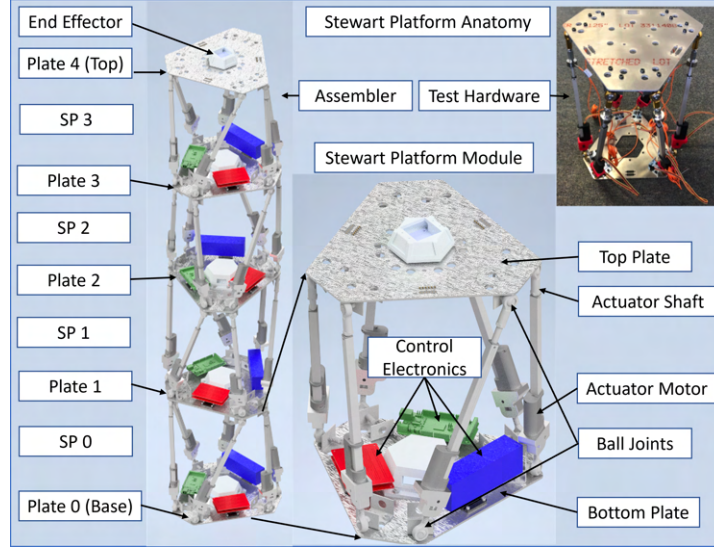 End Effector
Stewart Platform Anatomy
Plate 4 (Top)
Assembler
Test Hardware
SP 3
Stewart Platform Module
Plate 3
SP 2
Top Plate
Plate 2
Actuator Shaft
SP 1
Control
Electronics
Plate 1
Actuator Motor
SP 0
Ball Joints
Plate 0 (Base)
Bottom Plate
STRETCHED LOT